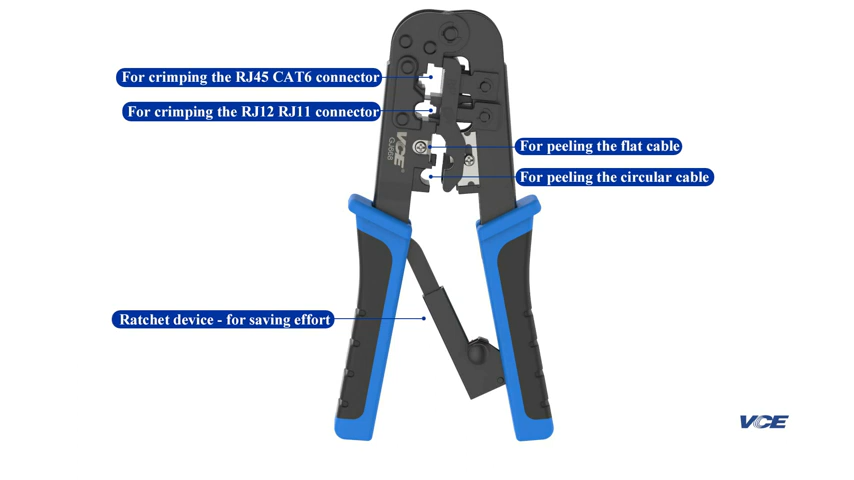 For crimping the RJ45 CAT6 connector
For crimping the RJ12 RJ11 connector
VCE
GJ668
For peeling the flat cable
For peeling the circular cable
Ratchet device - for saving effort
VCE